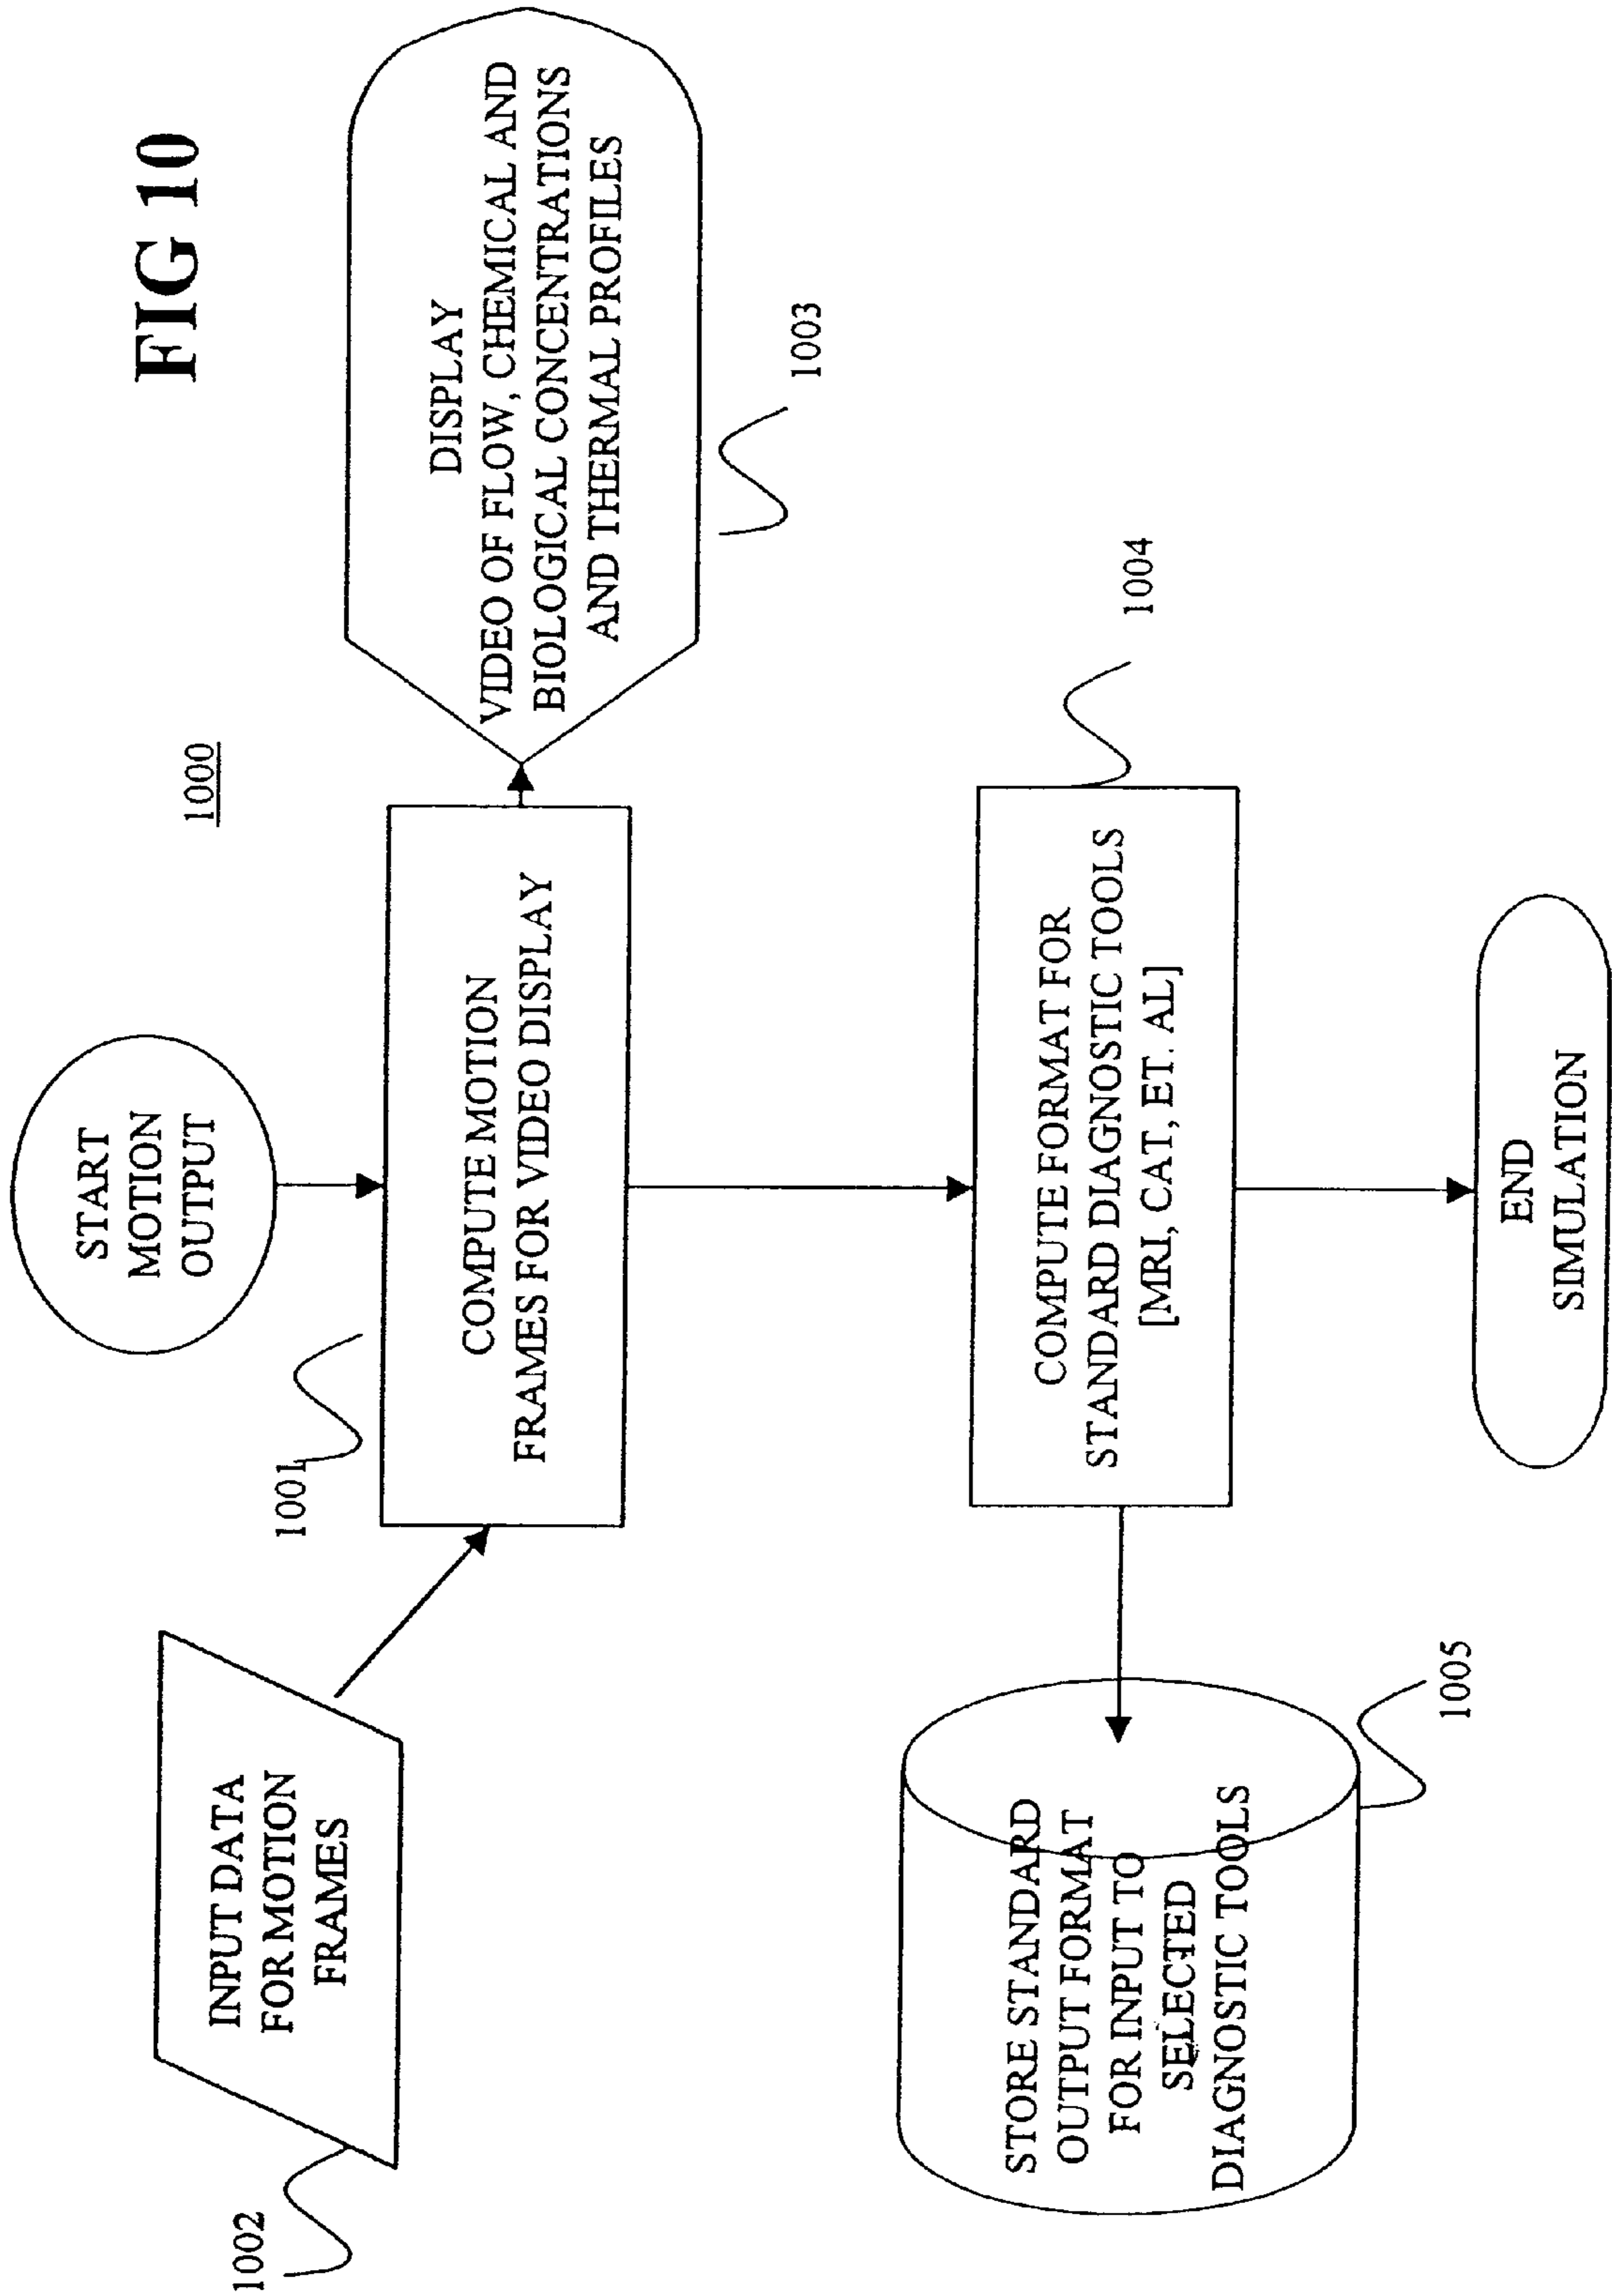 FIG 10
1000
START
MOTION
OUTPUT
1002
INPUT DATA
FOR MOTION
FRAMES
1001
COMPUTE MOTION
FRAMES FOR VIDEO DISPLAY
DISPLAY
VIDEO OF FLOW, CHEMICAL AND
BIOLOGICAL CONCENTRATIONS
AND THERMAL PROFILES
1003
1004
COMPUTE FORMAT FOR
STANDARD DIAGNOSTIC TOOLS
[MRI, CAT, ET. AL]
STORE STANDARD
OUTPUT FORMAT
FOR INPUT TO
SELECTED
DIAGNOSTIC TOOLS
1005
END
SIMULATION